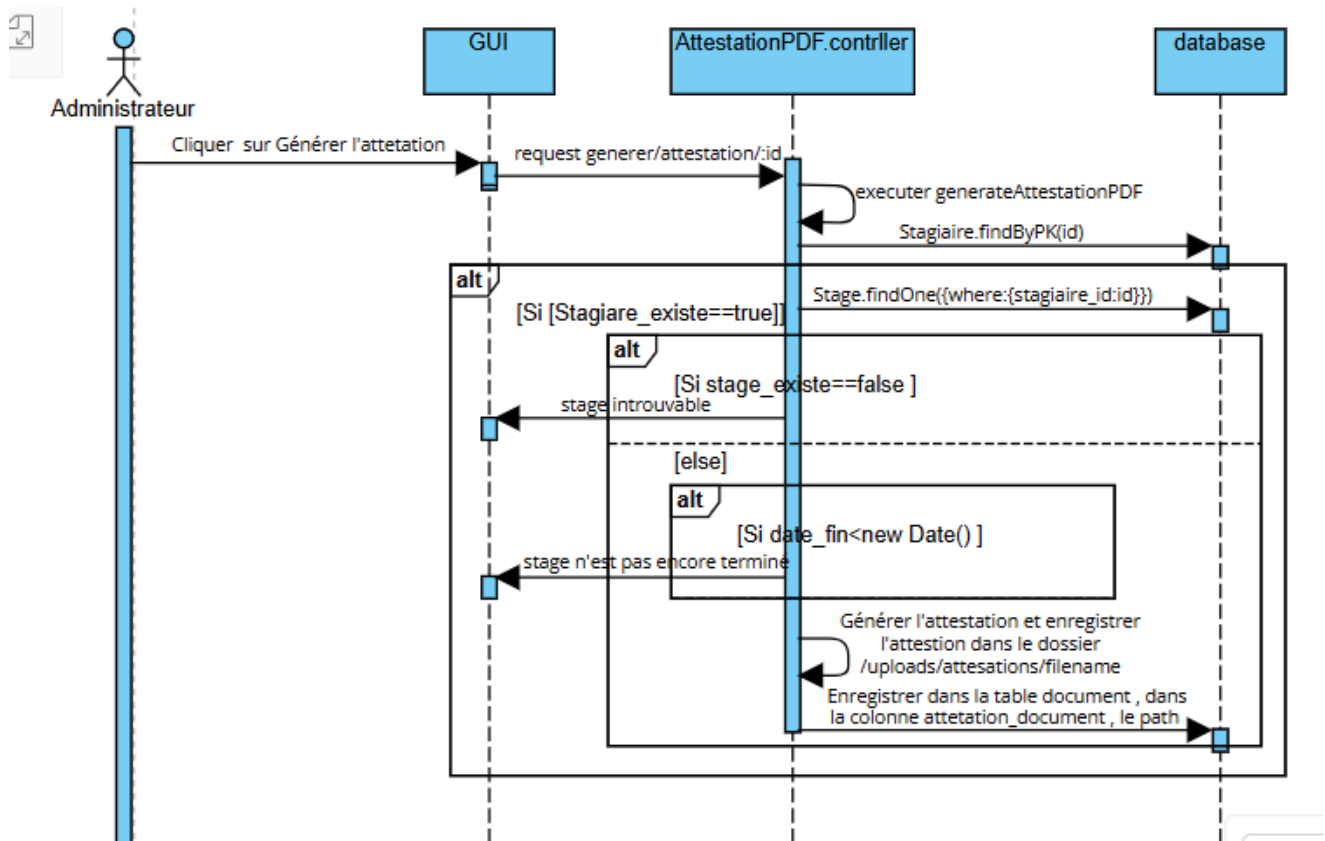 GUI
AttestationPDF.contrller
database
Administrateur
Cliquer sur Générer l'attetation
request generer/attestation/:id
executer generateAttestationPDF
Stagiaire.findByPK(id)
alt
Stage.findOne({where:{stagiaire_id:id}})
[Si [Stagiare_existe==true]]
alt
[Si stage_existe==false ]
stage introuvable
[else]
alt
[Si date_fin<new Date() ]
stage n'est pas encore terminé
Générer l'attestation et enregistrer
l'attestion dans le dossier
/uploads/attesations/filename
Enregistrer dans la table document , dans
la colonne attetation_document , le path